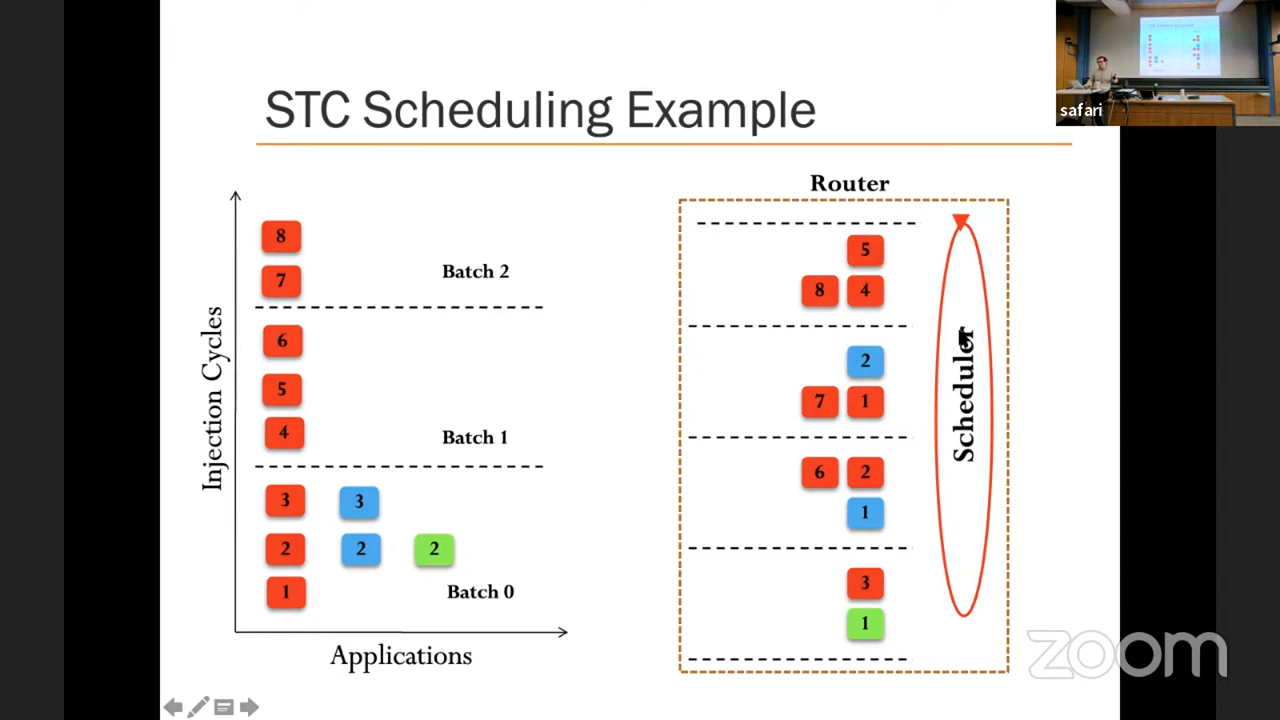 safari
STC Scheduling Example
Router
8
7
Batch 2
6
5
4
Batch 1
3 3
2 2 2
1
Batch 0
Injection Cycles
Applications
5
8 4
2
7 1
6 2
1
3
1
Scheduler
zoom